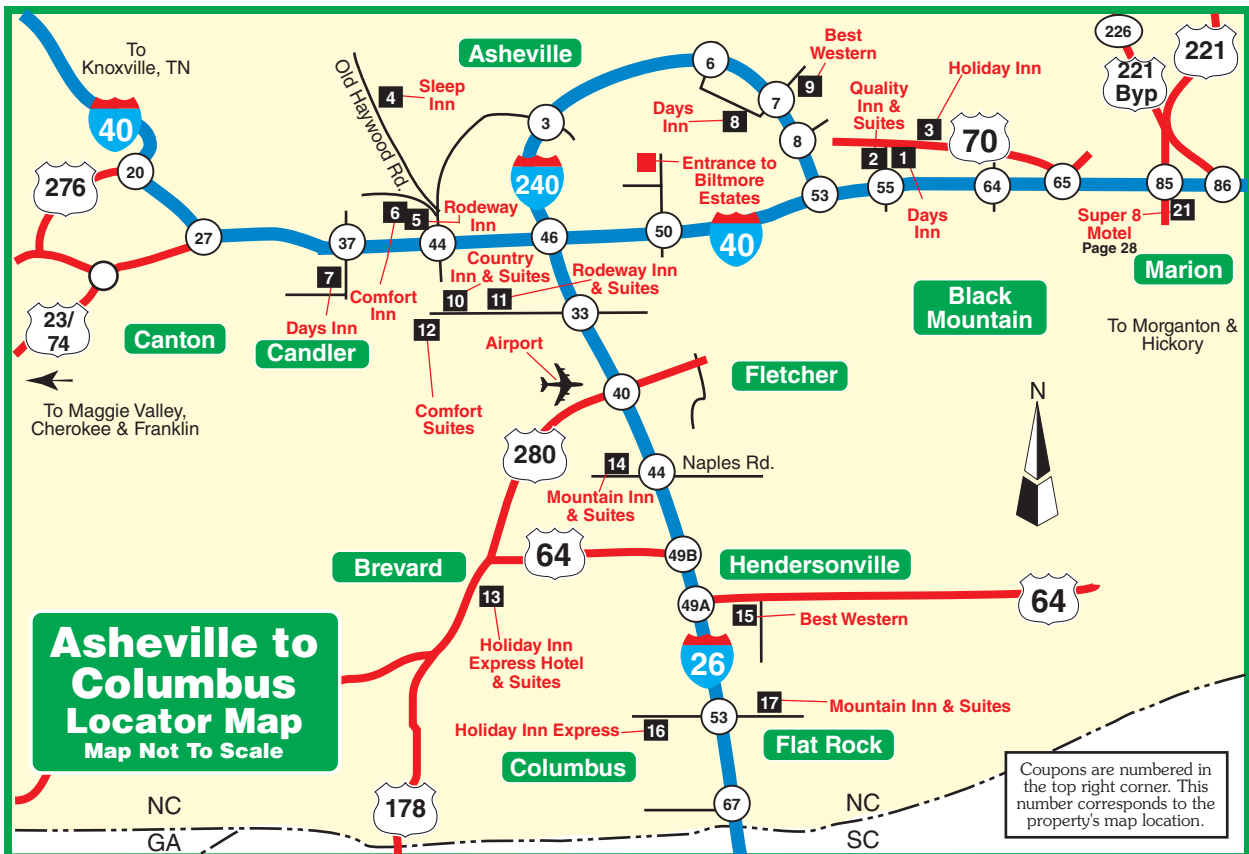 To
Knoxville, TN
40
276
20
27
23/
74
To Maggie Valley,
Cherokee & Franklin
Canton
Old Haywood Rd.
4
Sleep
Inn
Asheville
3
240
6
7
8
Best
Western
9
Days
Inn
8
Entrance to
Biltmore
Estates
Quality
Inn &
Suites
Holiday Inn
3
70
2
1
Days
Inn
226
221
Byp
221
53
55
64
65
85
86
Super 8
Motel
Page 28
21
Marion
Black
Mountain
To Morganton &
Hickory
37
7
Days Inn
Candler
6
5
Rodeway
Inn
Comfort
Inn
44
46
50
40
Country
Inn & Suites
10
11
Rodeway Inn
& Suites
12
Comfort
Suites
33
Airport
40
Fletcher
280
14
Mountain Inn
& Suites
44
Naples Rd.
N
Brevard
64
49B
Hendersonville
49A
64
13
Holiday Inn
Express Hotel
& Suites
15
Best Western
26
17
Mountain Inn & Suites
53
Holiday Inn Express
16
Flat Rock
Columbus
67
178
Asheville to
Columbus
Locator Map
Map Not To Scale
NC
GA
NC
SC
Coupons are numbered in
the top right corner. This
number corresponds to the
property's map location.